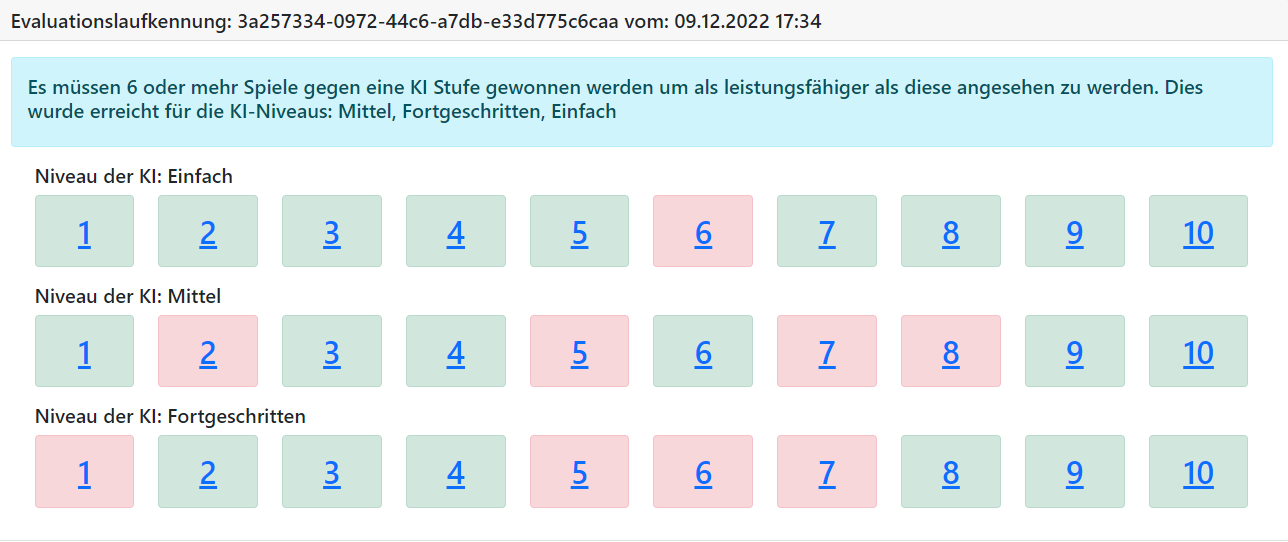 Evaluationslaufkennung: 3a257334-0972-44c6-a7db-e33d775c6caa vom: 09.12.2022 17:34
Es müssen 6 oder mehr Spiele gegen eine KI Stufe gewonnen werden um als leistungsfähiger als diese angesehen zu werden. Dies
wurde erreicht für die KI-Niveaus: Mittel, Fortgeschritten, Einfach
Niveau der KI: Einfach
1 2 3 4 5 6 7 8 9 10
Niveau der KI: Mittel
1 2 3 4 5 6 7 8 9 10
Niveau der KI: Fortgeschritten
1 2 3 4 5 6 7 8 9 10